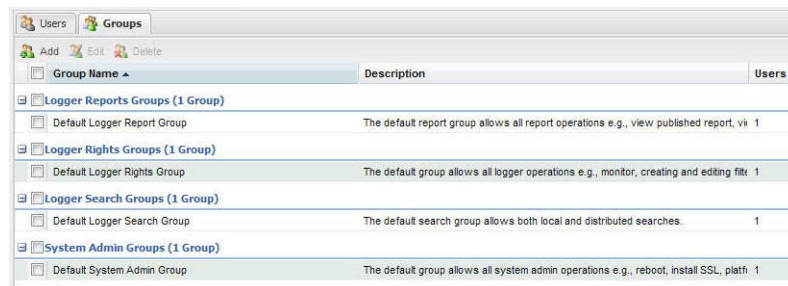 Users Groups
Add Edit Delete
Group Name Description Users
Logger Reports Groups (1 Group)
Default Logger Report Group The default report group allows all report operations e.g., view published report, vi 1
Logger Rights Groups (1 Group)
Default Logger Rights Group The default group allows all logger operations e.g., monitor, creating and editing filte 1
Logger Search Groups (1 Group)
Default Logger Search Group The default search group allows both local and distributed searches. 1
System Admin Groups (1 Group)
Default System Admin Group The default group allows all system admin operations e.g., reboot, install SSL, platf 1